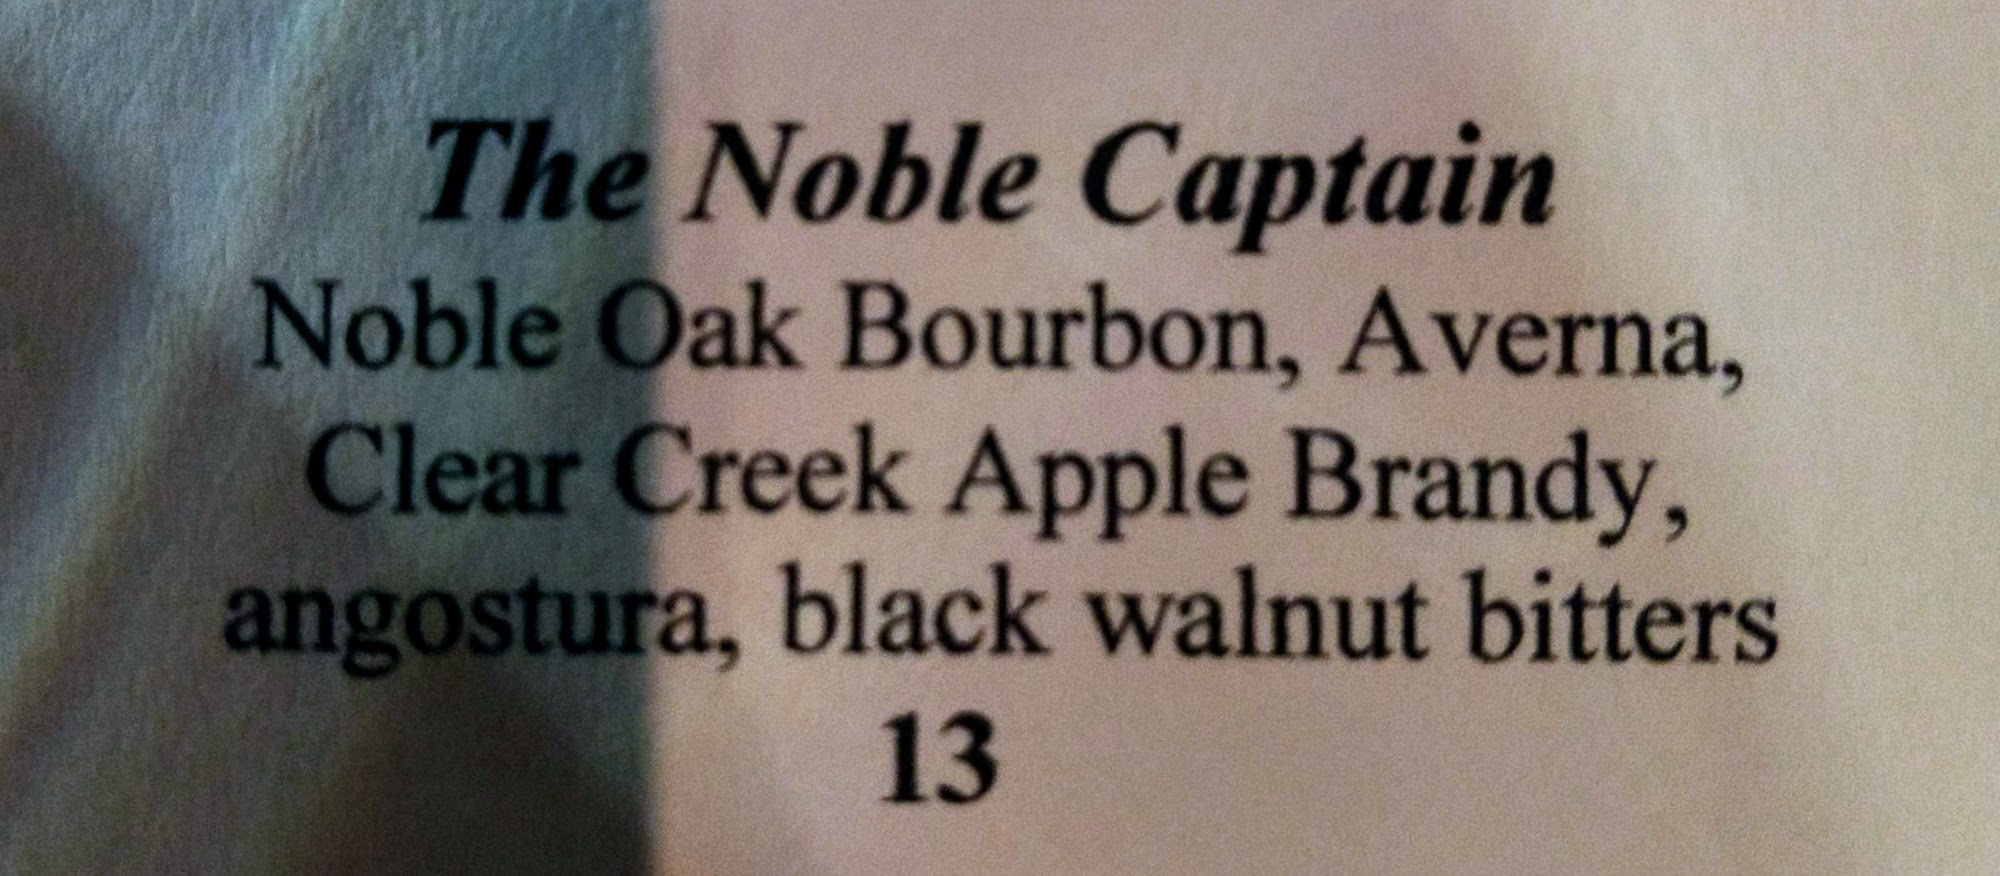 The Noble Captain
Noble Oak Bourbon, Averna,
Clear Creek Apple Brandy,
angostura, black walnut bitters
13